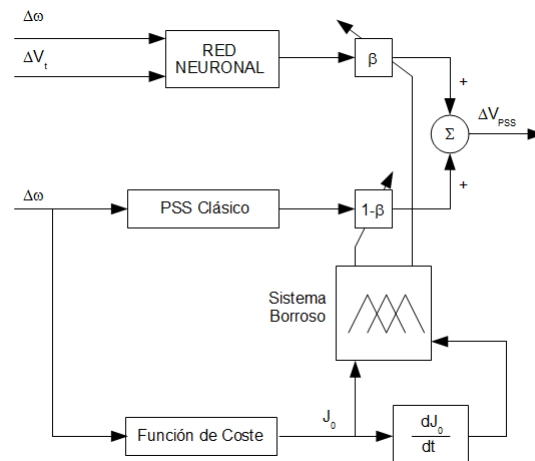 Δω
ΔVt
RED
NEURONAL
β
+
Σ
ΔVPSS
+
Δω
PSS Clásico
1-β
Sistema
Borroso
Función de Coste
J0
dJ0
dt